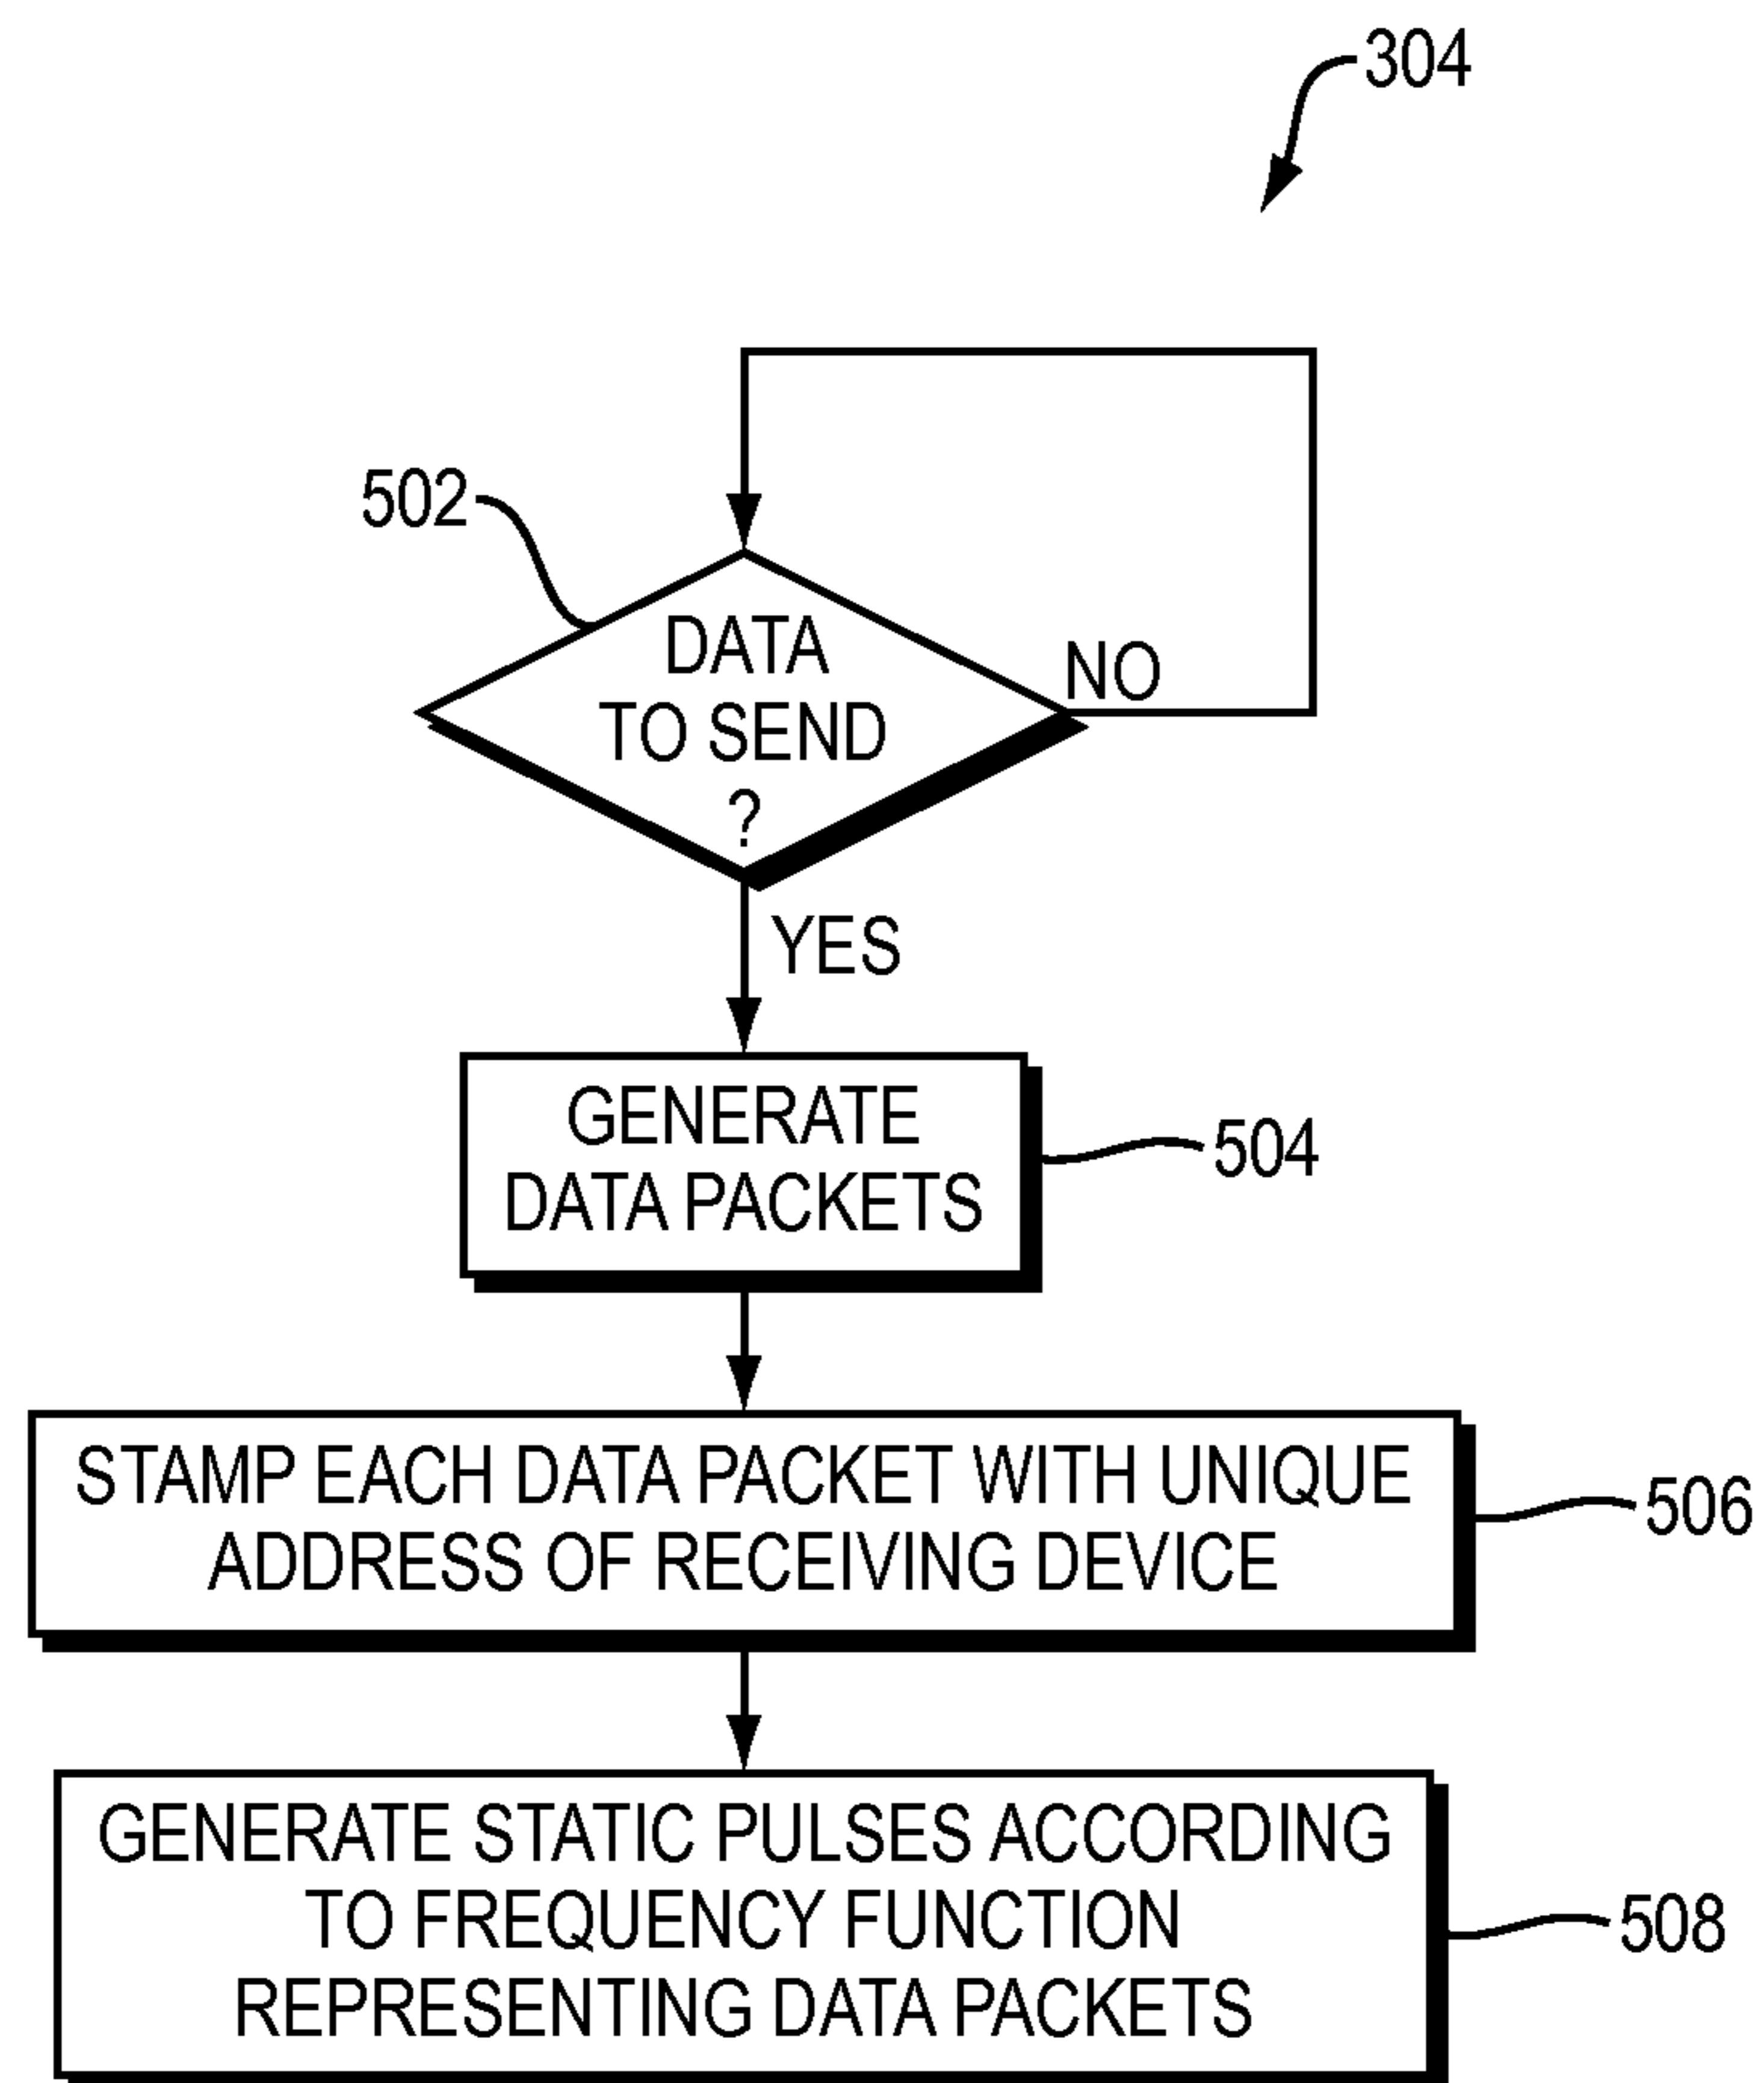 304
502
DATA
TO SEND
?
NO
YES
GENERATE
DATA PACKETS
504
STAMP EACH DATA PACKET WITH UNIQUE
ADDRESS OF RECEIVING DEVICE
506
GENERATE STATIC PULSES ACCORDING
TO FREQUENCY FUNCTION
REPRESENTING DATA PACKETS
508